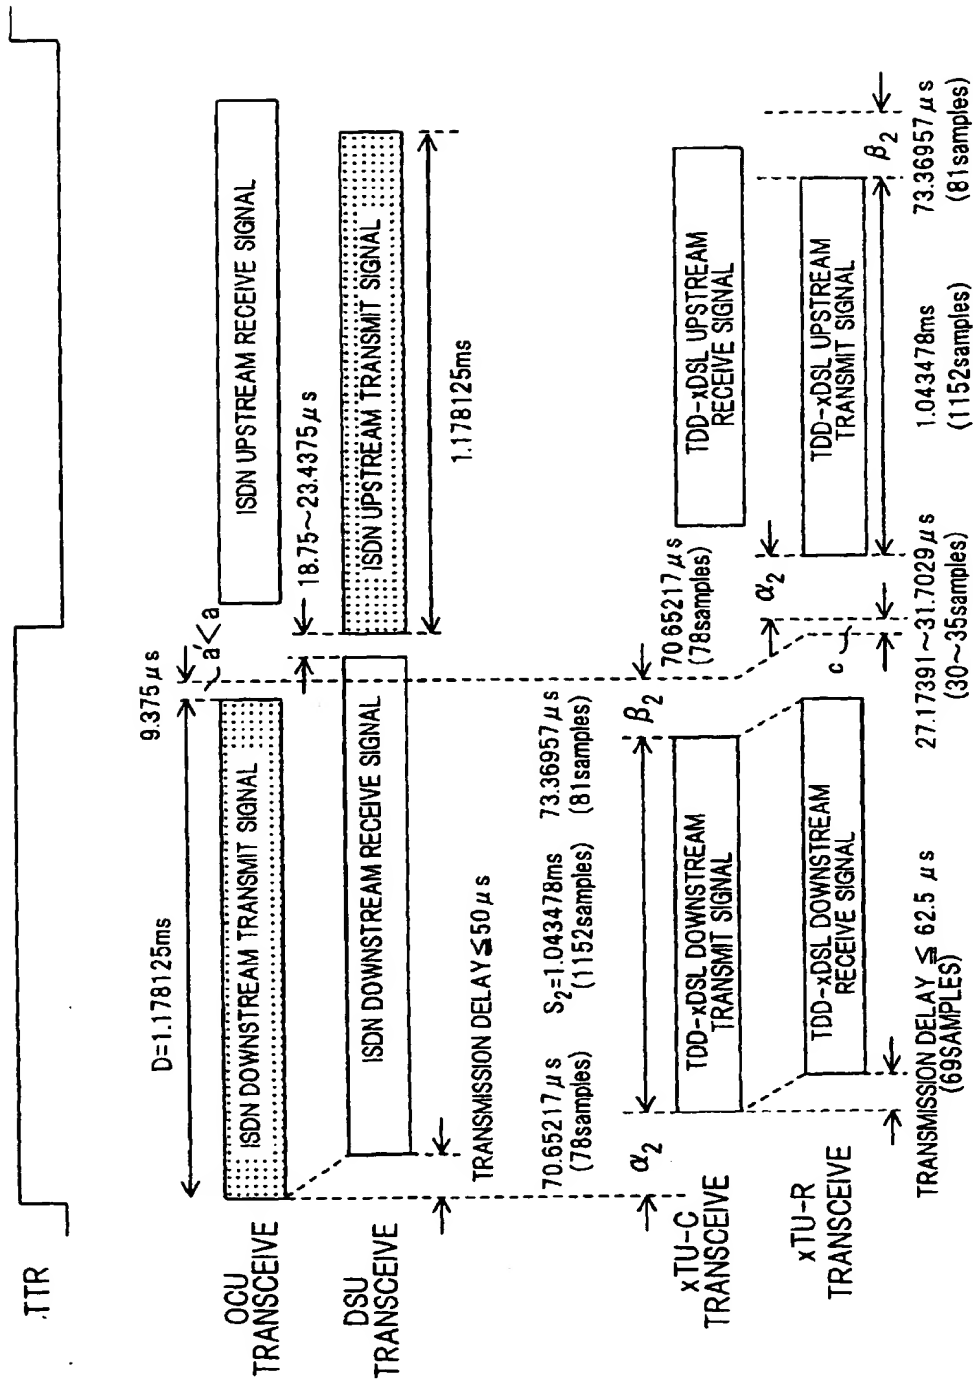 .TTR
OCU
TRANSCEIVE
D=1.178125ms
ISDN DOWNSTREAM TRANSMIT SIGNAL
9.375μs
a'<a
ISDN UPSTREAM RECEIVE SIGNAL
DSU
TRANSCEIVE
ISDN DOWNSTREAM RECEIVE SIGNAL
18.75~23.4375μs
ISDN UPSTREAM TRANSMIT SIGNAL
TRANSMISSION DELAY≦50μs
1.178125ms
70.65217μs
(78samples)
S2=1.043478ms
(1152samples)
73.36957μs
(81samples)
α2
β2
70 65217μs
(78samples)
xTU-C
TRANSCEIVE
TDD-xDSL DOWNSTREAM
TRANSMIT SIGNAL
TDD-xDSL UPSTREAM
RECEIVE SIGNAL
α2
xTU-R
TRANSCEIVE
TDD-xDSL DOWNSTREAM
RECEIVE SIGNAL
c
TDD-xDSL UPSTREAM
TRANSMIT SIGNAL
β2
TRANSMISSION DELAY ≦ 62.5 μs
(69SAMPLES)
27.17391~31.7029μs
(30~35samples)
1.043478ms
(1152samples)
73.36957μs
(81samples)